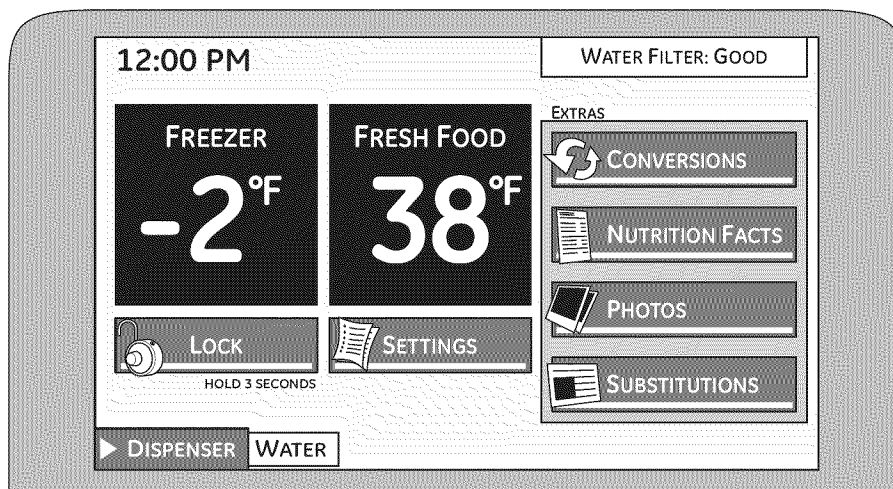 12:00 PM
WATER FILTER: GOOD
FREEZER
-2°F
FRESH FOOD
38°F
EXTRAS
CONVERSIONS
NUTRITION FACTS
PHOTOS
SUBSTITUTIONS
LOCK
HOLD 3 SECONDS
SETTINGS
DISPENSER
WATER